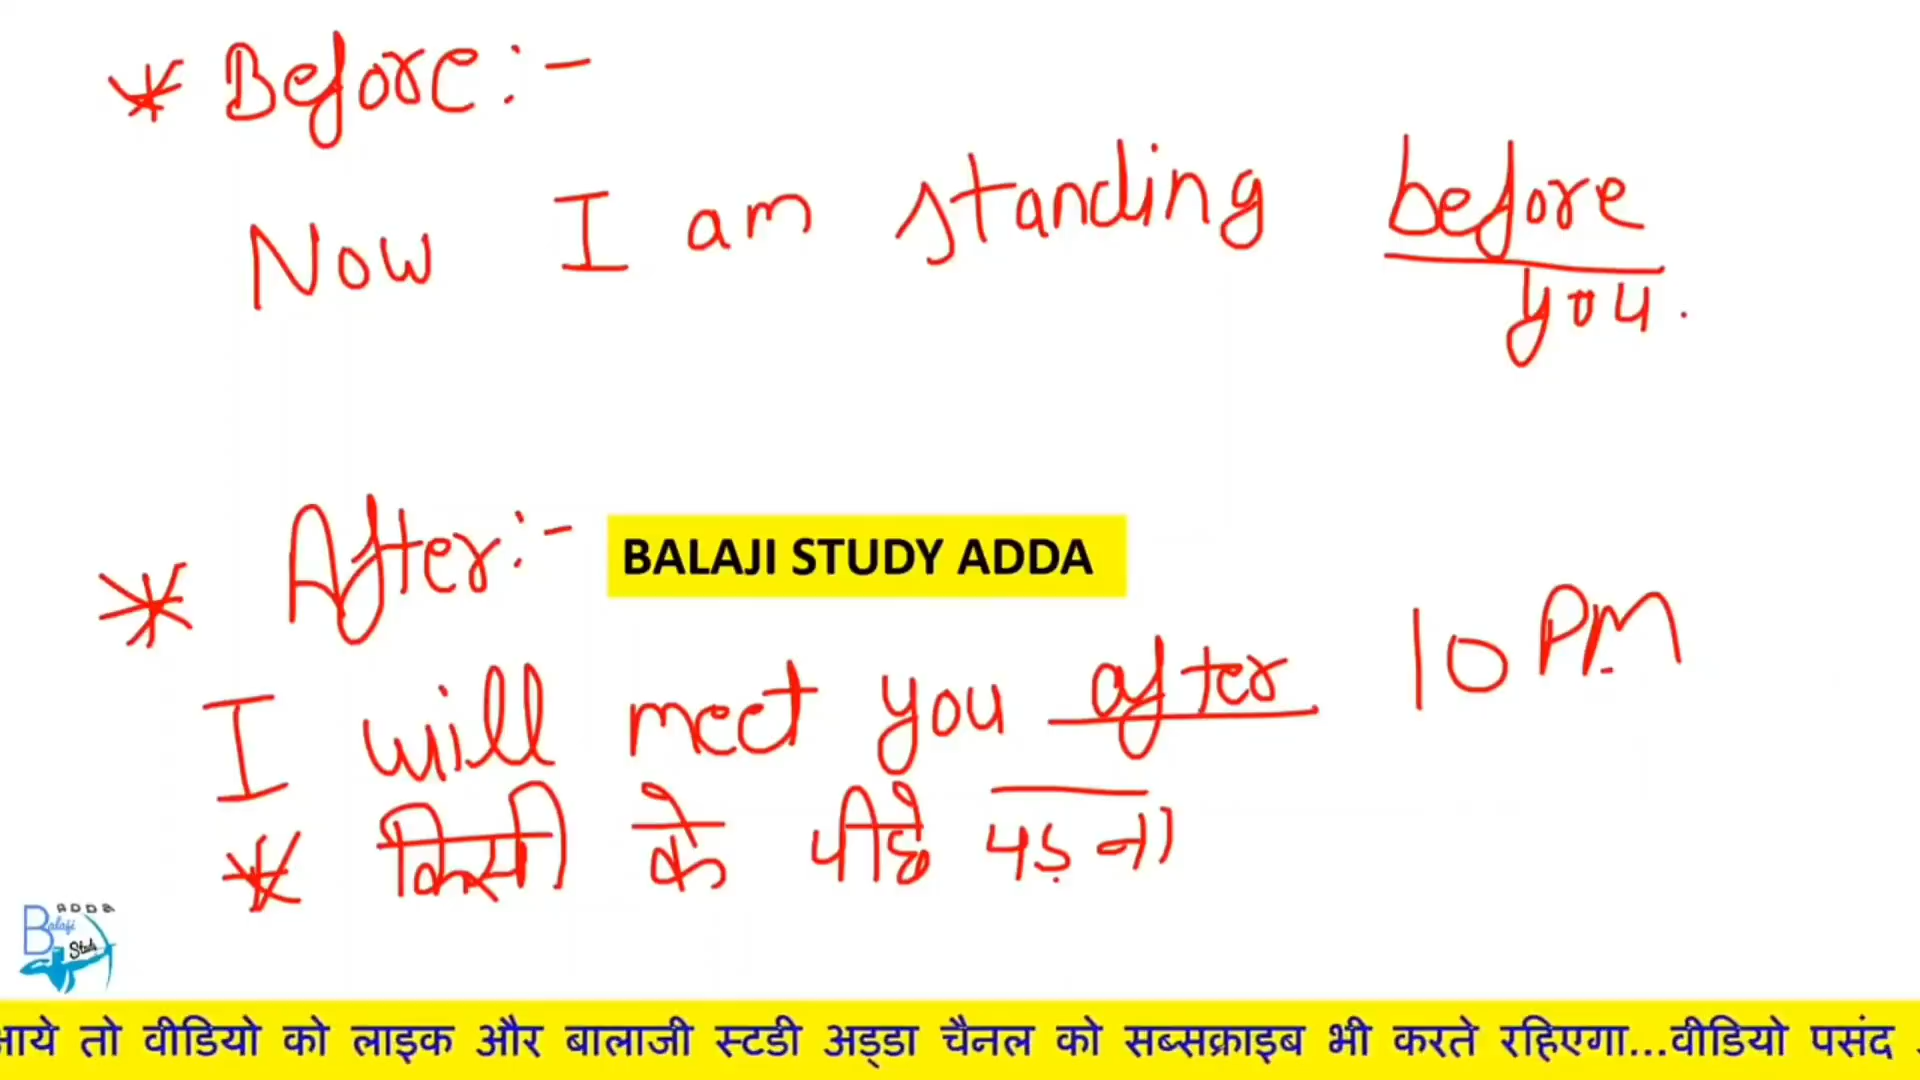 * Before:-
Now I am standing before
you.
* After:-
BALAJI STUDY ADDA
I will meet you after 10 PM
* किसी के पीछे पड़ना
ADDA
Balaji
Study
आये तो वीडियो को लाइक और बालाजी स्टडी अड्डा चैनल को सब्सक्राइब भी करते रहिएगा...वीडियो पसंद